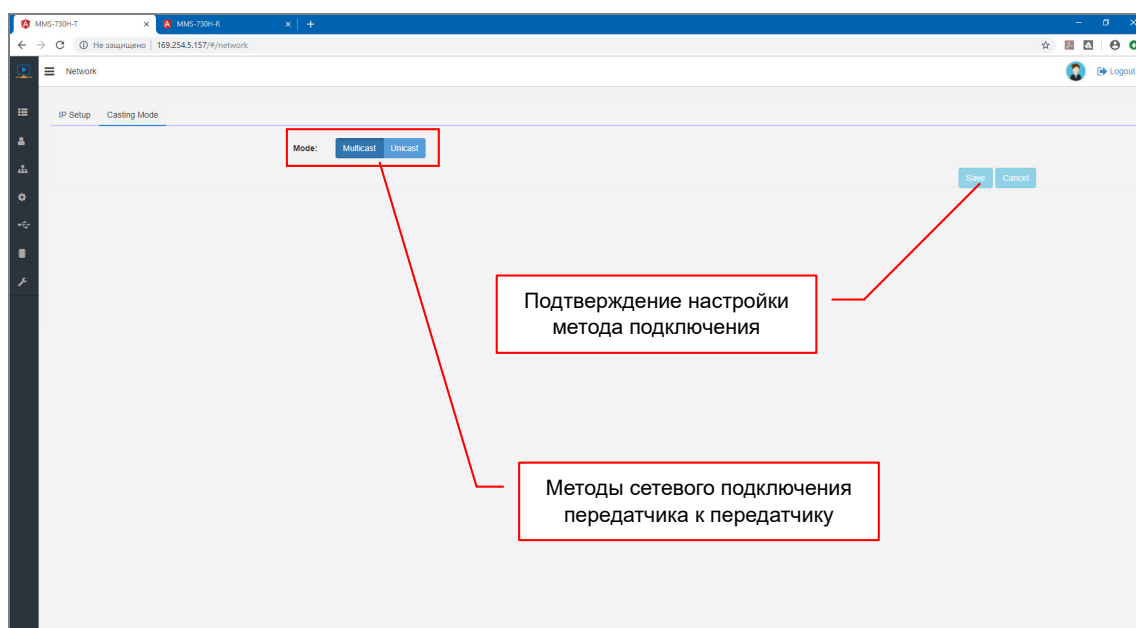 MMS-730H-T
MMS-730H-R
Не защищено | 169.254.5.157/#/network
Network
Logout
IP Setup Casting Mode
Mode: Multicast Unicast
Save Cancel
Подтверждение настройки
метода подключения
Методы сетевого подключения
передатчика к передатчику